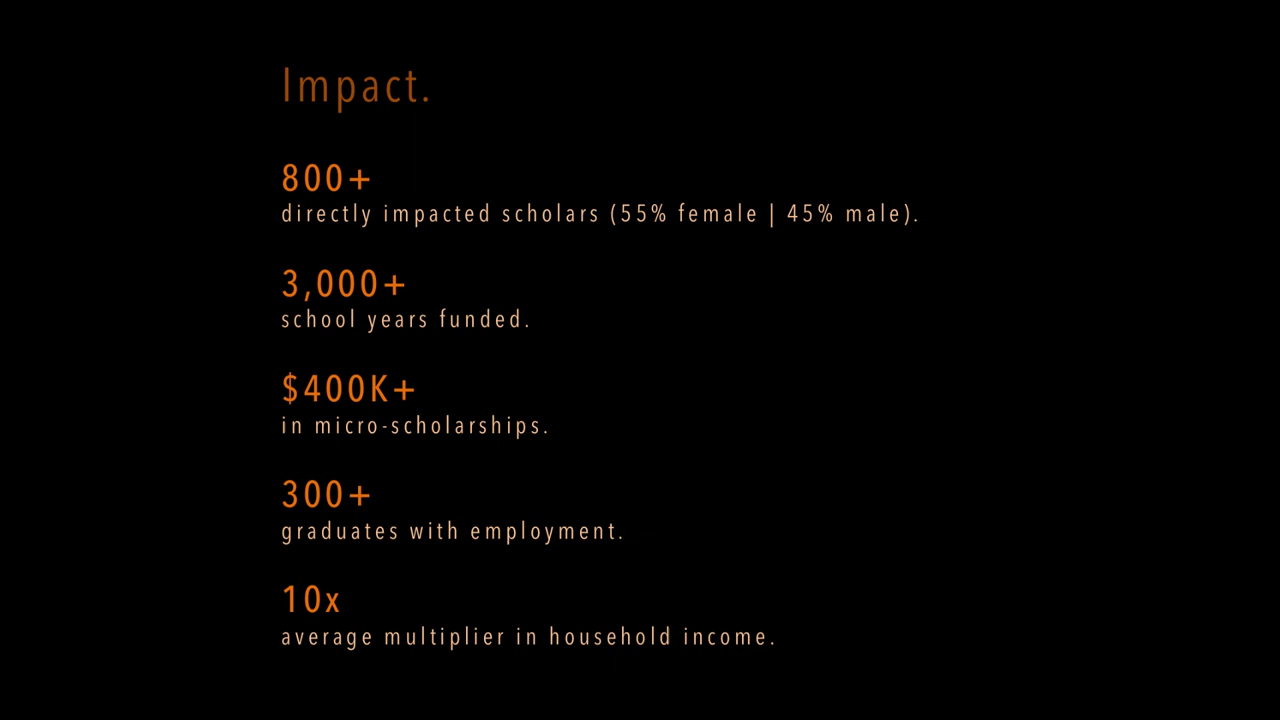 Impact.
800+
directly impacted scholars (55% female | 45% male).
3,000+
school years funded.
$400K+
in micro-scholarships.
300+
graduates with employment.
10x
average multiplier in household income.